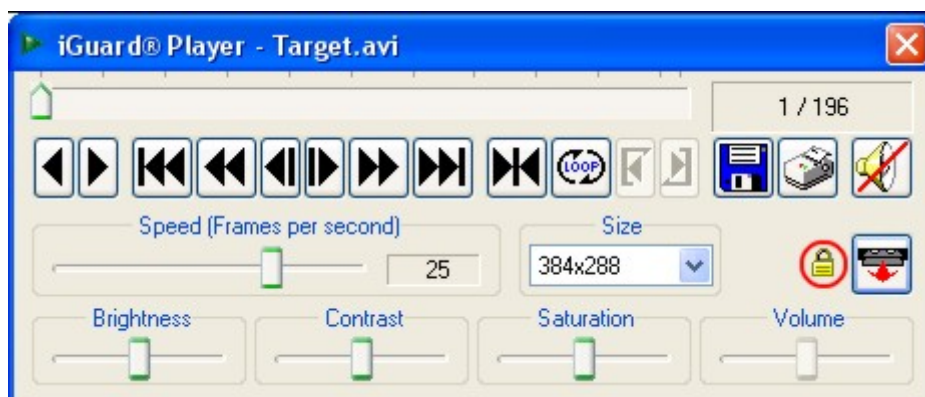 iGuard® Player - Target.avi
1 / 196
LOOP
Speed (Frames per second)
Size
25
384x288
Brightness
Contrast
Saturation
Volume